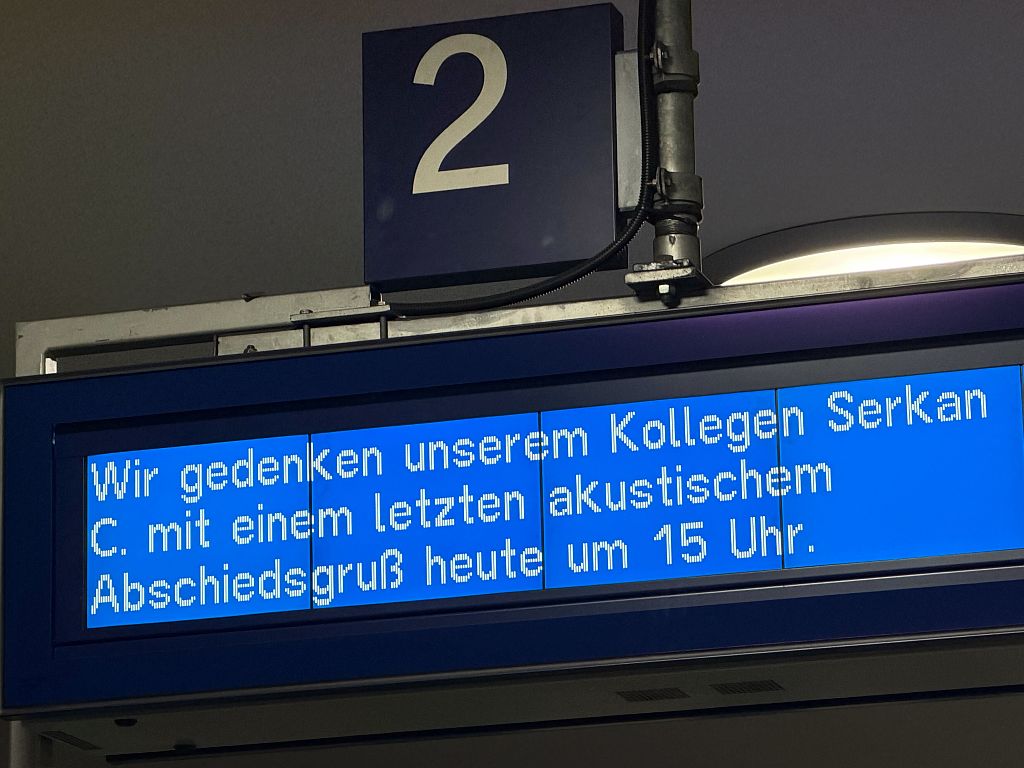 2
Wir gedenken unserem Kollegen Serkan
C. mit einem letzten akustischem
Abschiedsgruß heute um 15 Uhr.